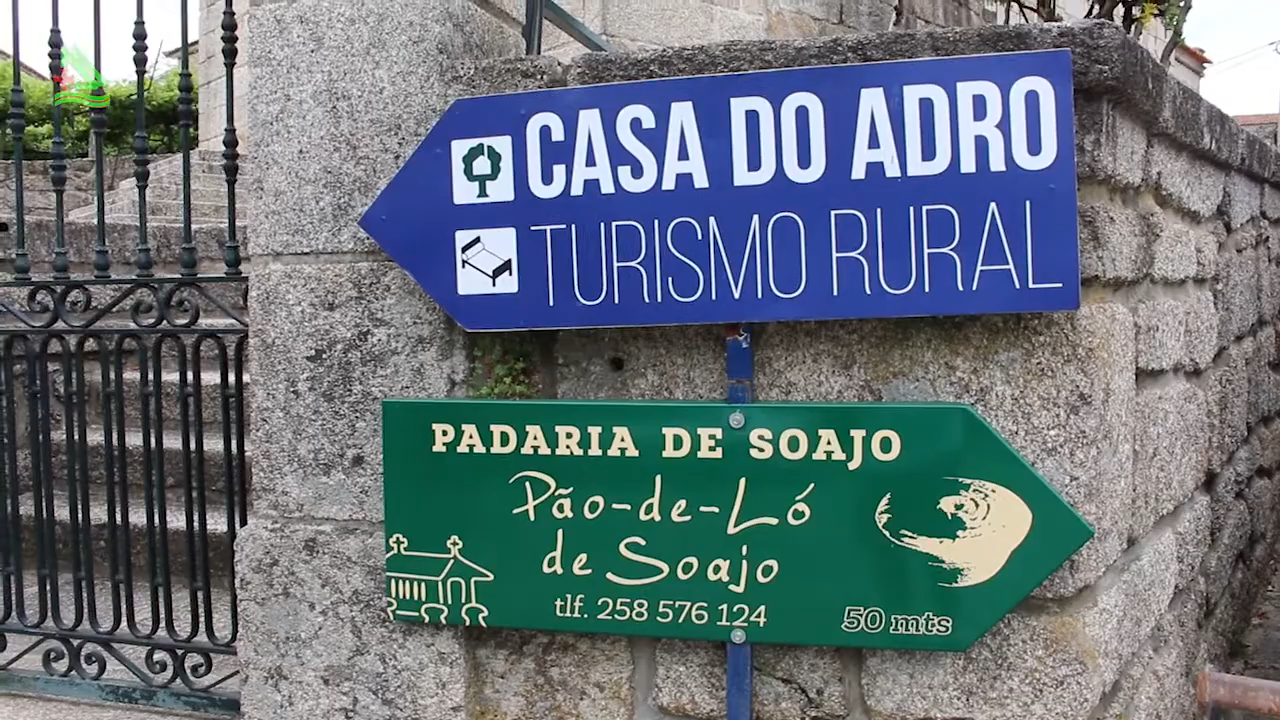 CASA DO ADRO
TURISMO RURAL
PADARIA DE SOAJO
Pão-de-Ló
de Soajo
tlf. 258 576 124
50 mts